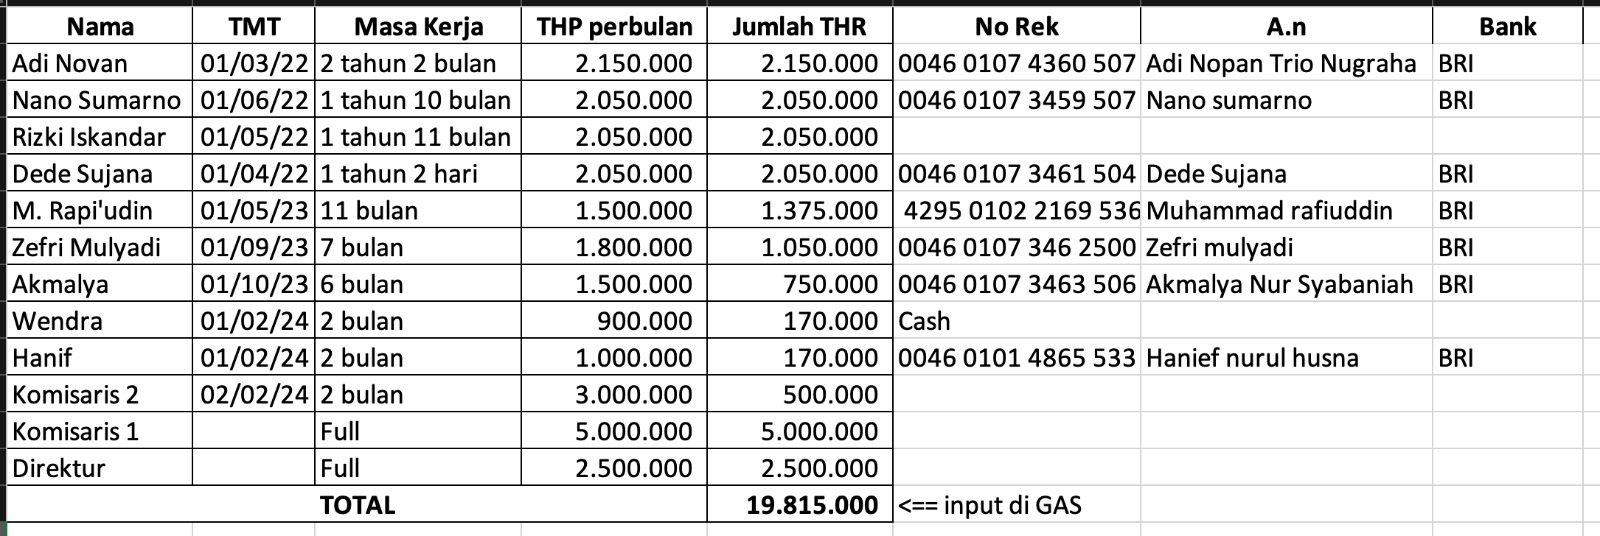 Nama TMT Masa Kerja THP perbulan Jumlah THR No Rek A.n Bank
Adi Novan 01/03/22 2 tahun 2 bulan 2.150.000 2.150.000 0046 0107 4360 507 Adi Nopan Trio Nugraha BRI
Nano Sumarno 01/06/22 1 tahun 10 bulan 2.050.000 2.050.000 0046 0107 3459 507 Nano sumarno BRI
Rizki Iskandar 01/05/22 1 tahun 11 bulan 2.050.000 2.050.000
Dede Sujana 01/04/22 1 tahun 2 hari 2.050.000 2.050.000 0046 0107 3461 504 Dede Sujana BRI
M. Rapi'udin 01/05/23 11 bulan 1.500.000 1.375.000 4295 0102 2169 536 Muhammad rafiuddin BRI
Zefri Mulyadi 01/09/23 7 bulan 1.800.000 1.050.000 0046 0107 346 2500 Zefri mulyadi BRI
Akmalya 01/10/23 6 bulan 1.500.000 750.000 0046 0107 3463 506 Akmalya Nur Syabaniah BRI
Wendra 01/02/24 2 bulan 900.000 170.000 Cash
Hanif 01/02/24 2 bulan 1.000.000 170.000 0046 0101 4865 533 Hanief nurul husna BRI
Komisaris 2 02/02/24 2 bulan 3.000.000 500.000
Komisaris 1 Full 5.000.000 5.000.000
Direktur Full 2.500.000 2.500.000
TOTAL 19.815.000 <== input di GAS